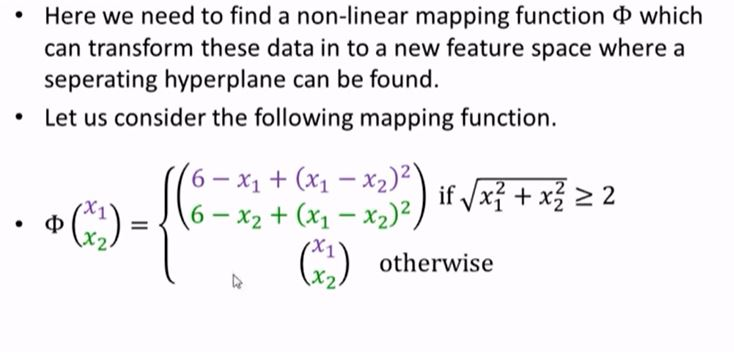 • Here we need to find a non-linear mapping function Φ which
can transform these data in to a new feature space where a
seperating hyperplane can be found.
• Let us consider the following mapping function.
• Φ(x₁ x₂) = { (6 − x₁ + (x₁ − x₂)² 
6 − x₂ + (x₁ − x₂)²) if √x₁² + x₂² ≥ 2
(x₁ x₂) otherwise